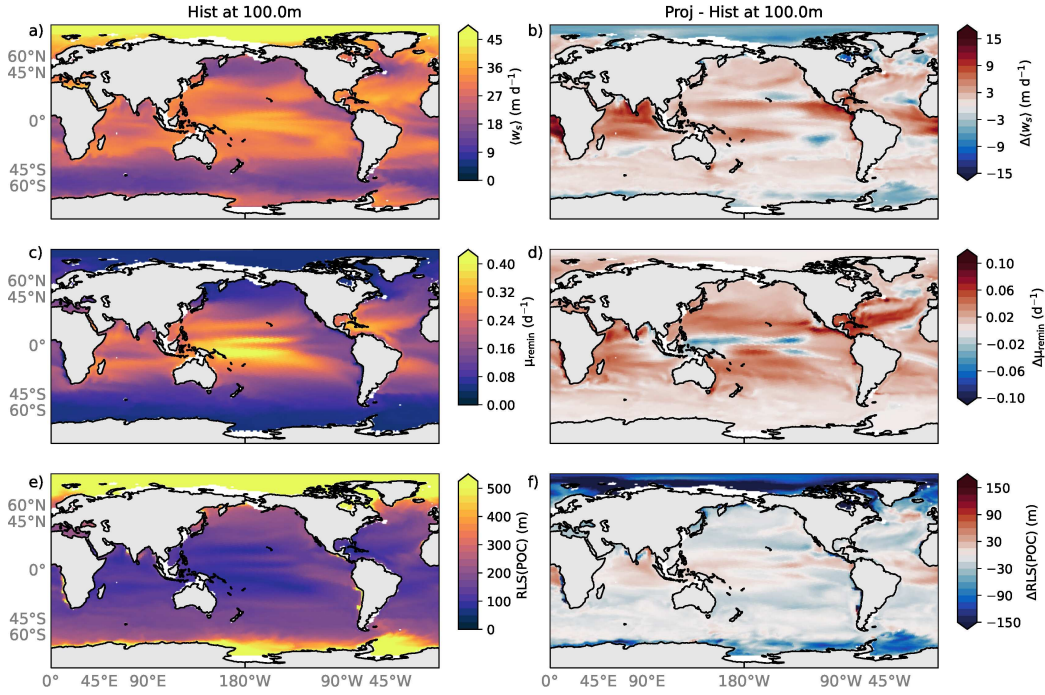 Hist at 100.0m
Proj - Hist at 100.0m
a)
60°N
45°N
0°
45°S
60°S
45
36
27
18
9
0
⟨wₛ⟩ (m d⁻¹)
b)
15
9
3
−3
−9
−15
Δ⟨wₛ⟩ (m d⁻¹)
c)
60°N
45°N
0°
45°S
60°S
0.40
0.32
0.24
0.16
0.08
0.00
μremin (d⁻¹)
d)
0.10
0.06
0.02
−0.02
−0.06
−0.10
Δμremin (d⁻¹)
e)
60°N
45°N
0°
45°S
60°S
500
400
300
200
100
0
RLS(POC) (m)
f)
150
90
30
−30
−90
−150
ΔRLS(POC) (m)
0° 45°E 90°E 180°W 90°W 45°W
0° 45°E 90°E 180°W 90°W 45°W